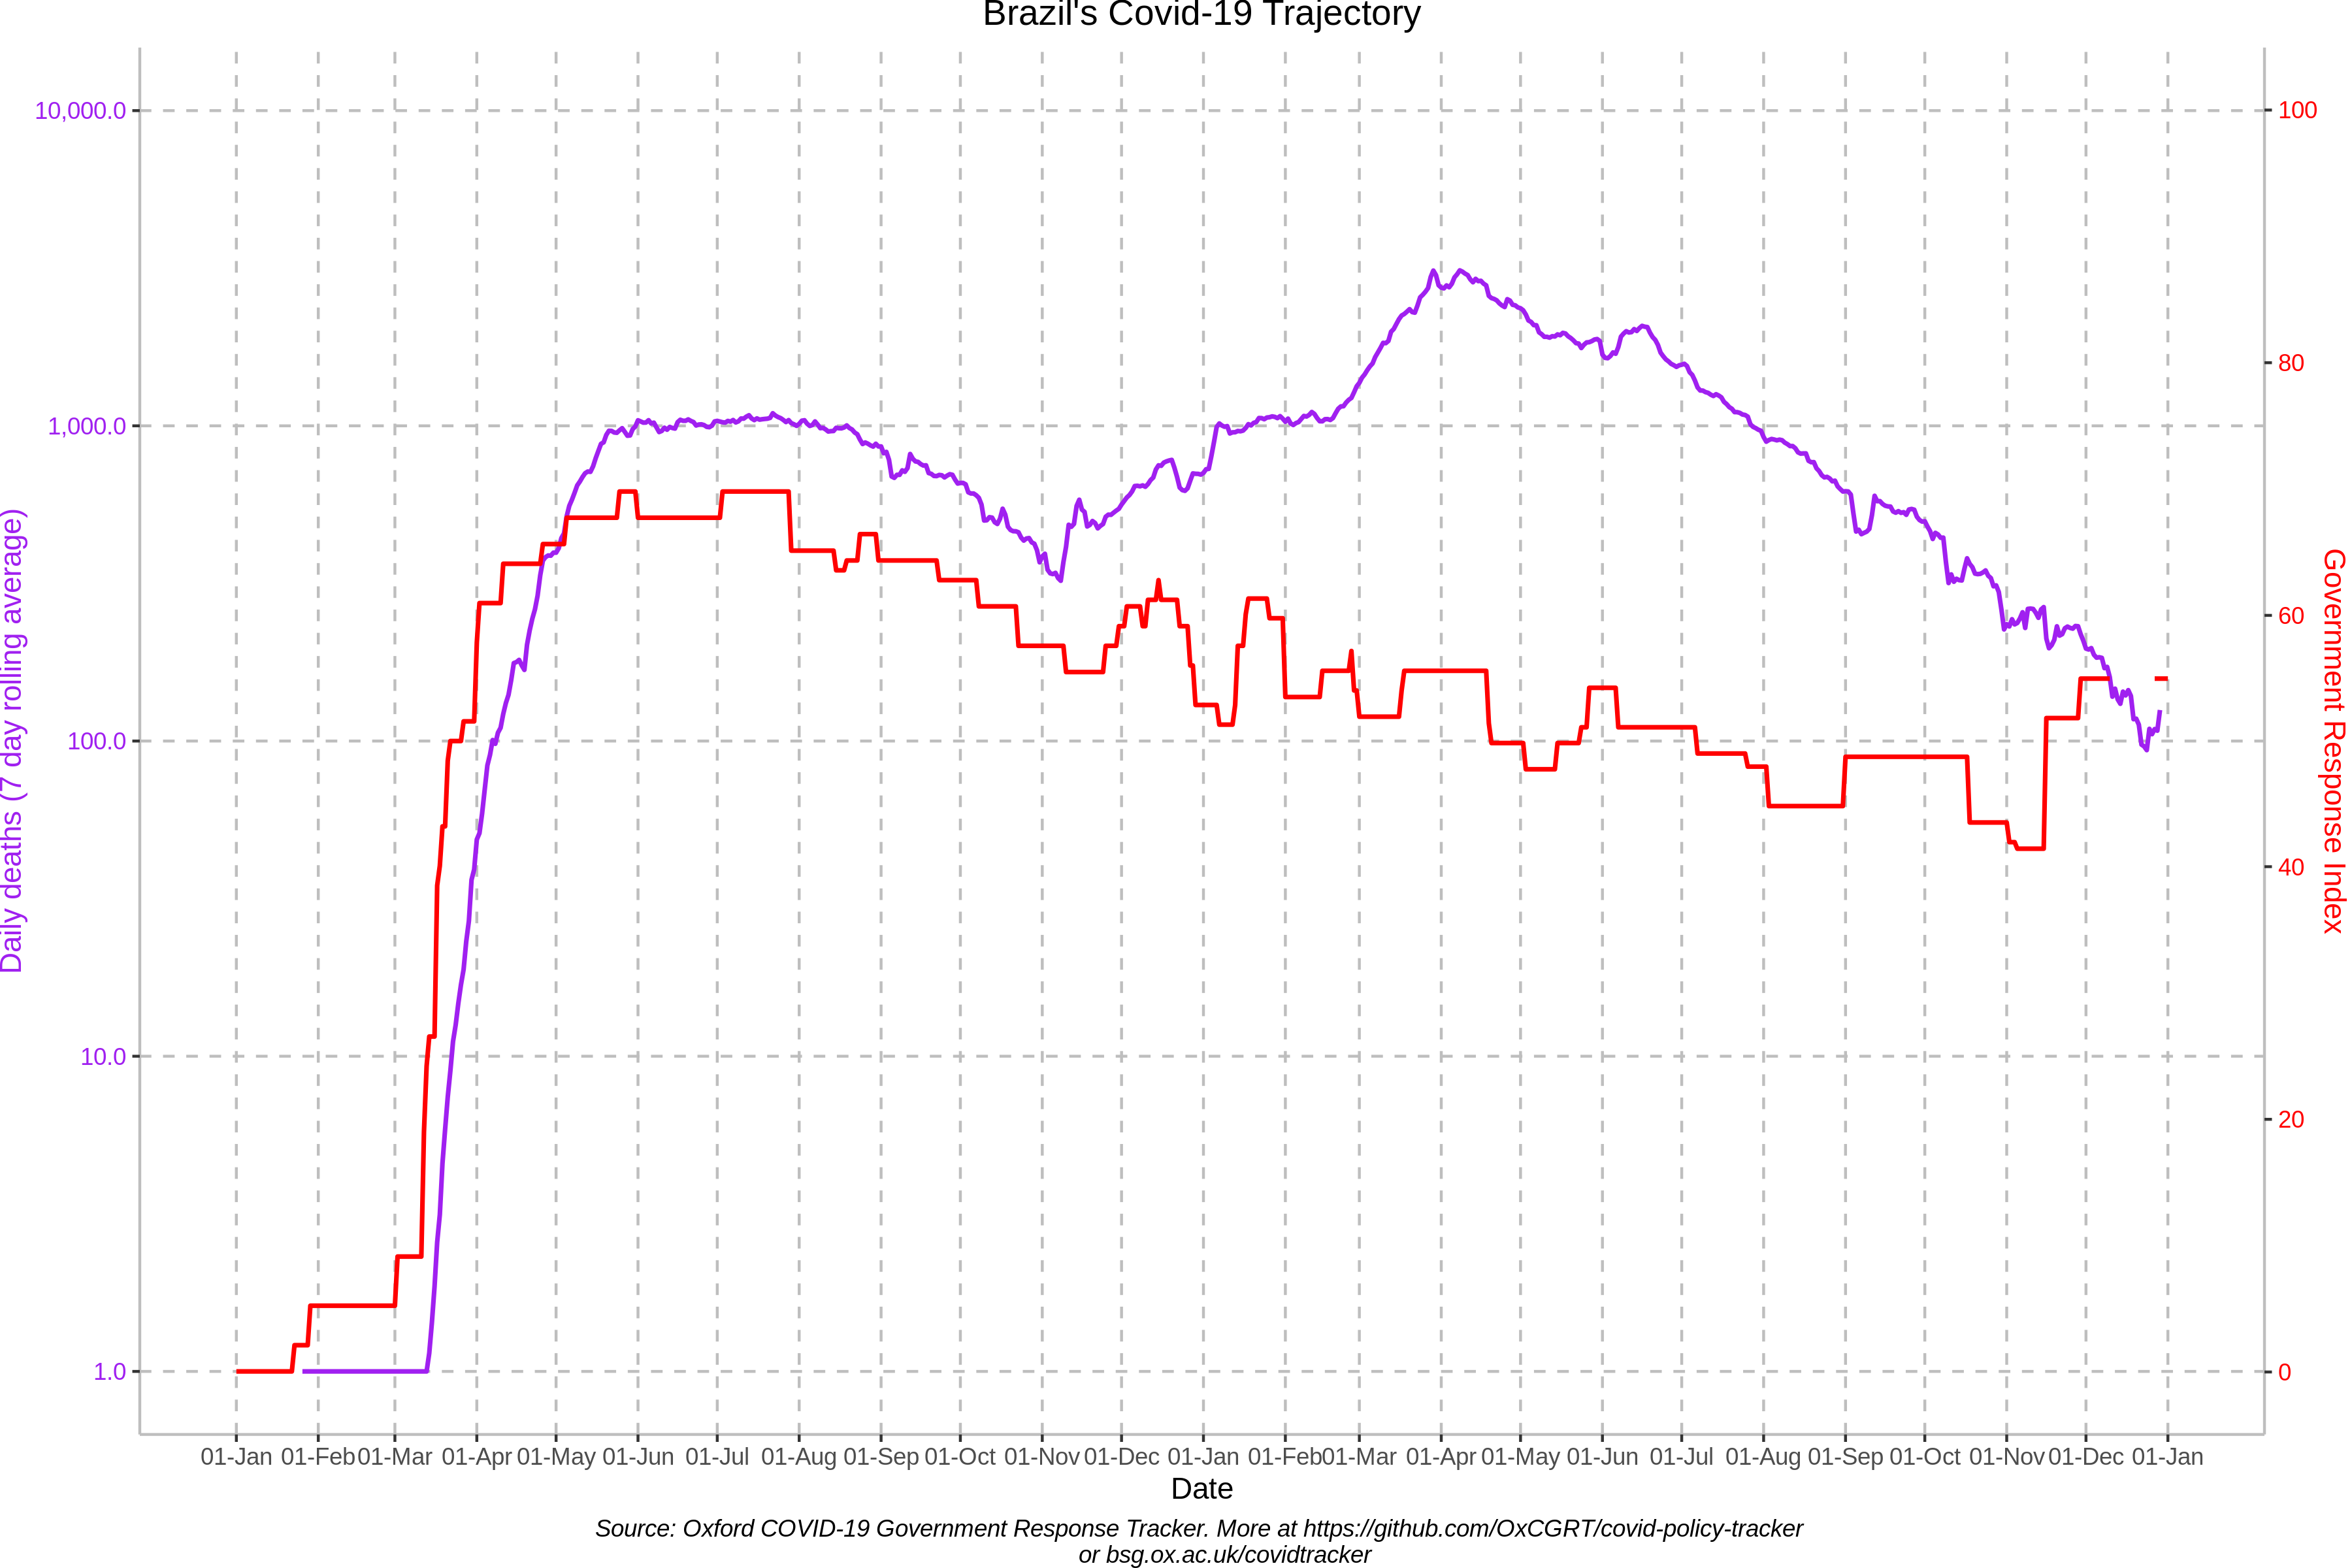 Brazil's Covid-19 Trajectory
10,000.0
1,000.0
100.0
10.0
1.0
Daily deaths (7 day rolling average)
100
80
60
40
20
0
Government Response Index
01-Jan 01-Feb 01-Mar 01-Apr 01-May 01-Jun 01-Jul 01-Aug 01-Sep 01-Oct 01-Nov 01-Dec 01-Jan 01-Feb 01-Mar 01-Apr 01-May 01-Jun 01-Jul 01-Aug 01-Sep 01-Oct 01-Nov 01-Dec 01-Jan
Date
Source: Oxford COVID-19 Government Response Tracker. More at https://github.com/OxCGRT/covid-policy-tracker
or bsg.ox.ac.uk/covidtracker